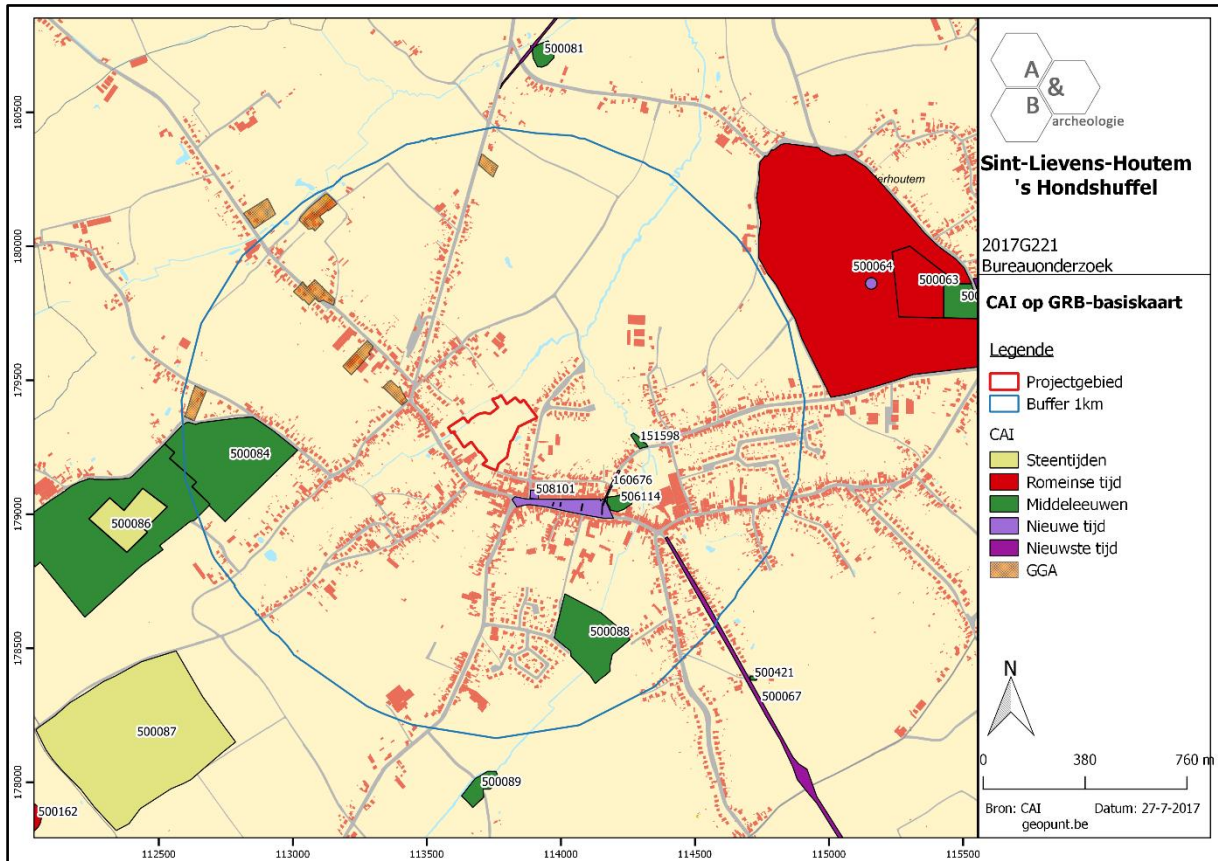 500081
rhoutem
500064
500063
500
151598
160676
508101
506114
500084
500086
500088
500421
500067
500087
500089
500162
180500
180000
179500
179000
178500
178000
112500
113000
113500
114000
114500
115000
115500
A & B archeologie
Sint-Lievens-Houtem
's Hondshuffel
2017G221
Bureauonderzoek
CAI op GRB-basiskaart
Legende
Projectgebied
Buffer 1km
CAI
Steentijden
Romeinse tijd
Middeleeuwen
Nieuwe tijd
Nieuwste tijd
GGA
N
0 380 760 m
Bron: CAI Datum: 27-7-2017
geopunt.be